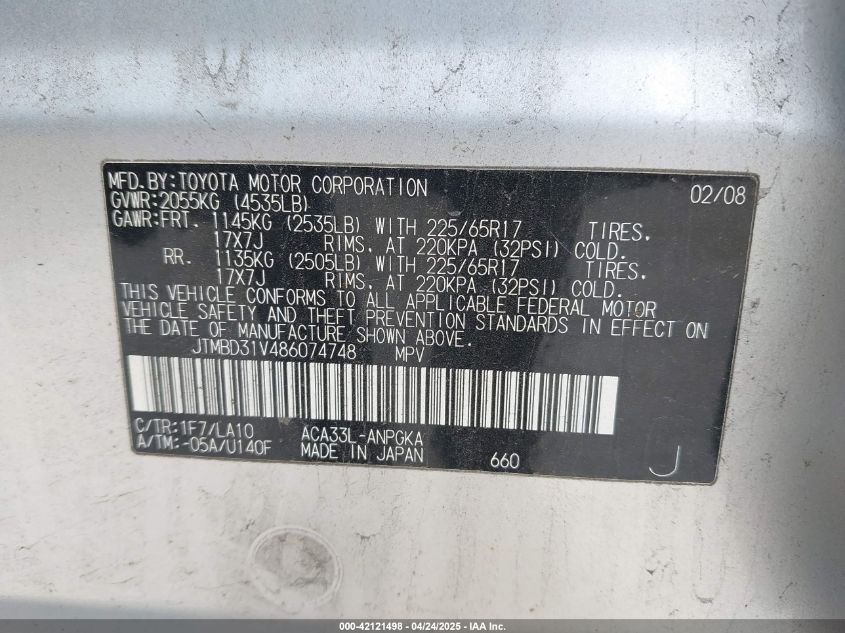 MFD.BY:TOYOTA MOTOR CORPORATION 02/08
GVWR:2055KG (4535LB)
GAWR:FRT. 1145KG (2535LB) WITH 225/65R17 TIRES,
17X7J RIMS, AT 220KPA (32PSI) COLD.
RR. 1135KG (2505LB) WITH 225/65R17 TIRES,
17X7J RIMS, AT 220KPA (32PSI) COLD.
THIS VEHICLE CONFORMS TO ALL APPLICABLE FEDERAL MOTOR
VEHICLE SAFETY AND THEFT PREVENTION STANDARDS IN EFFECT ON
THE DATE OF MANUFACTURE SHOWN ABOVE.
JTMBD31V486074748 MPV
C/TR:1F7/LA10 ACA33L-ANPGKA
A/TM:-05A/U140F MADE IN JAPAN 660 J
000-42121498 - 04/24/2025 - IAA Inc.